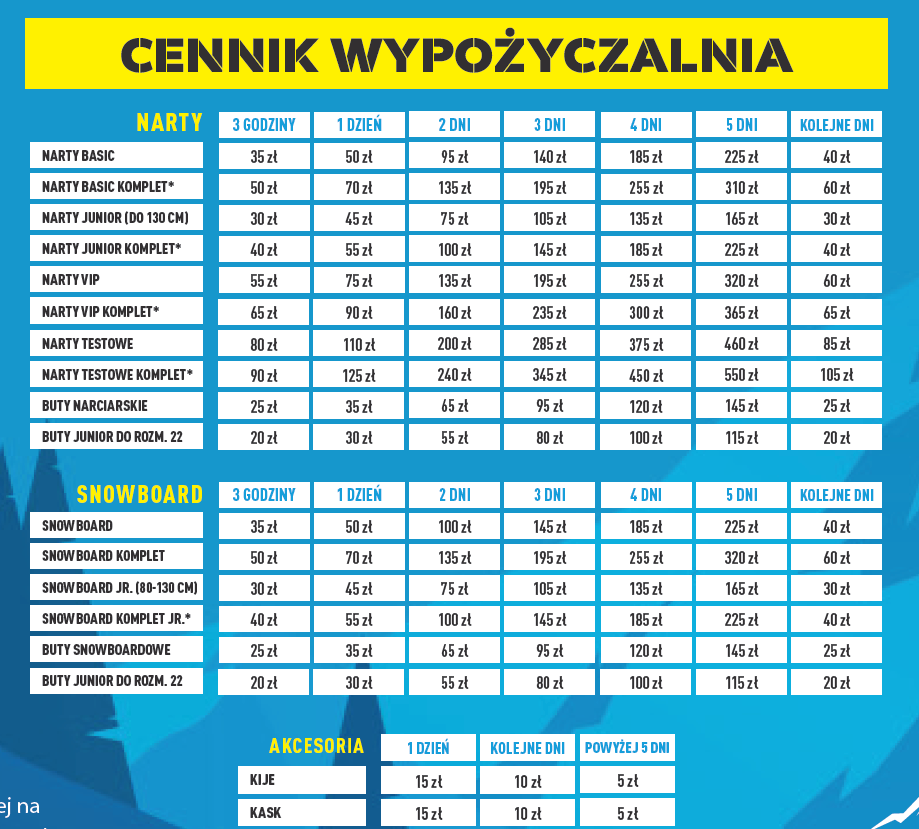 CENNIK WYPOŻYCZALNIA
NARTY 3 GODZINY 1 DZIEŃ 2 DNI 3 DNI 4 DNI 5 DNI KOLEJNE DNI
NARTY BASIC 35 zł 50 zł 95 zł 140 zł 185 zł 225 zł 40 zł
NARTY BASIC KOMPLET* 50 zł 70 zł 135 zł 195 zł 255 zł 310 zł 60 zł
NARTY JUNIOR (DO 130 CM) 30 zł 45 zł 75 zł 105 zł 135 zł 165 zł 30 zł
NARTY JUNIOR KOMPLET* 40 zł 55 zł 100 zł 145 zł 185 zł 225 zł 40 zł
NARTY VIP 55 zł 75 zł 135 zł 195 zł 255 zł 320 zł 60 zł
NARTY VIP KOMPLET* 65 zł 90 zł 160 zł 235 zł 300 zł 365 zł 65 zł
NARTY TESTOWE 80 zł 110 zł 200 zł 285 zł 375 zł 460 zł 85 zł
NARTY TESTOWE KOMPLET* 90 zł 125 zł 240 zł 345 zł 450 zł 550 zł 105 zł
BUTY NARCIARSKIE 25 zł 35 zł 65 zł 95 zł 120 zł 145 zł 25 zł
BUTY JUNIOR DO ROZM. 22 20 zł 30 zł 55 zł 80 zł 100 zł 115 zł 20 zł
SNOWBOARD 3 GODZINY 1 DZIEŃ 2 DNI 3 DNI 4 DNI 5 DNI KOLEJNE DNI
SNOWBOARD 35 zł 50 zł 100 zł 145 zł 185 zł 225 zł 40 zł
SNOWBOARD KOMPLET 50 zł 70 zł 135 zł 195 zł 255 zł 320 zł 60 zł
SNOWBOARD JR. (80-130 CM) 30 zł 45 zł 75 zł 105 zł 135 zł 165 zł 30 zł
SNOWBOARD KOMPLET JR.* 40 zł 55 zł 100 zł 145 zł 185 zł 225 zł 40 zł
BUTY SNOWBOARDOWE 25 zł 35 zł 65 zł 95 zł 120 zł 145 zł 25 zł
BUTY JUNIOR DO ROZM. 22 20 zł 30 zł 55 zł 80 zł 100 zł 115 zł 20 zł
AKCESORIA 1 DZIEŃ KOLEJNE DNI POWYŻEJ 5 DNI
KIJE 15 zł 10 zł 5 zł
ej na
KASK 15 zł 10 zł 5 zł